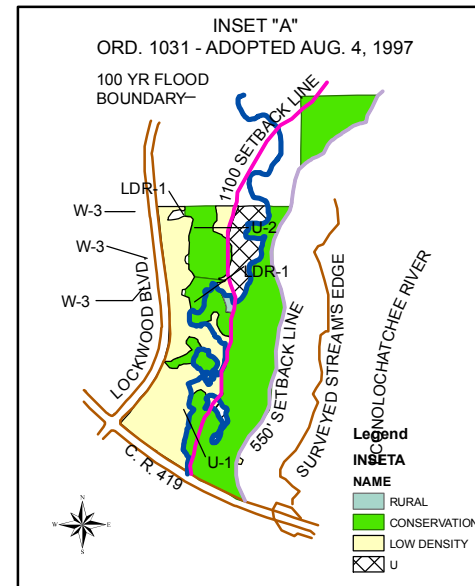 INSET "A"
ORD. 1031 - ADOPTED AUG. 4, 1997
100 YR FLOOD
BOUNDARY
1100 SETBACK LINE
LDR-1
W-3
U-2
W-3
LDR-1
W-3
LOCKWOOD BLVD.
550' SETBACK LINE
SURVEYED STREAM'S EDGE
ECONOLOCHATCHEE RIVER
C. R. 419
U-1
Legend
INSETA
NAME
RURAL
CONSERVATION
LOW DENSITY
U
N
W
E
S